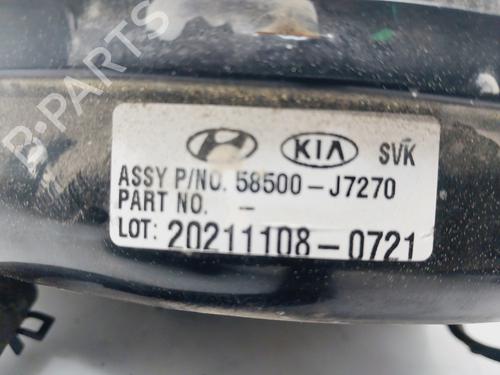 B-PARTS
KIA SVK
ASSY P/NO. 58500-J7270
PART NO. -
LOT: 20211108-0721